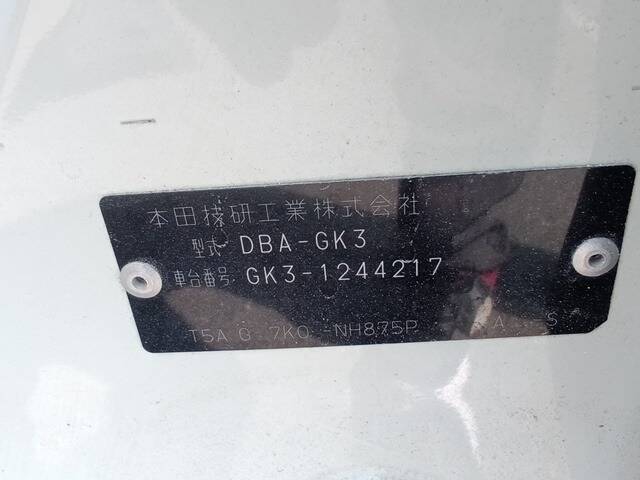 本田技研工業株式会社
型式 DBA-GK3
車台番号 GK3-1244217
T5A G 7K0 -NH875P A S